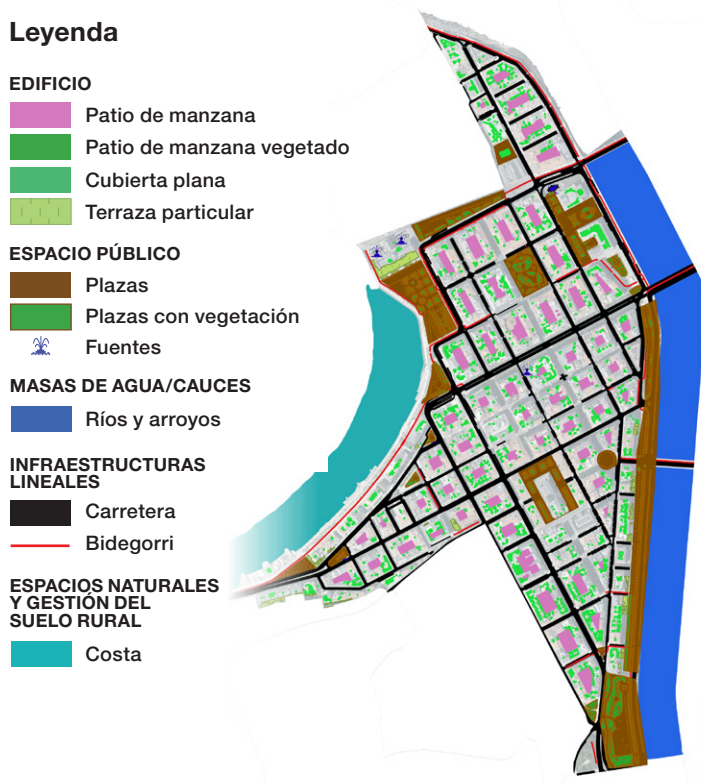 Leyenda
EDIFICIO
Patio de manzana
Patio de manzana vegetado
Cubierta plana
Terraza particular
ESPACIO PÚBLICO
Plazas
Plazas con vegetación
Fuentes
MASAS DE AGUA/CAUCES
Ríos y arroyos
INFRAESTRUCTURAS
LINEALES
Carretera
Bidegorri
ESPACIOS NATURALES
Y GESTIÓN DEL
SUELO RURAL
Costa